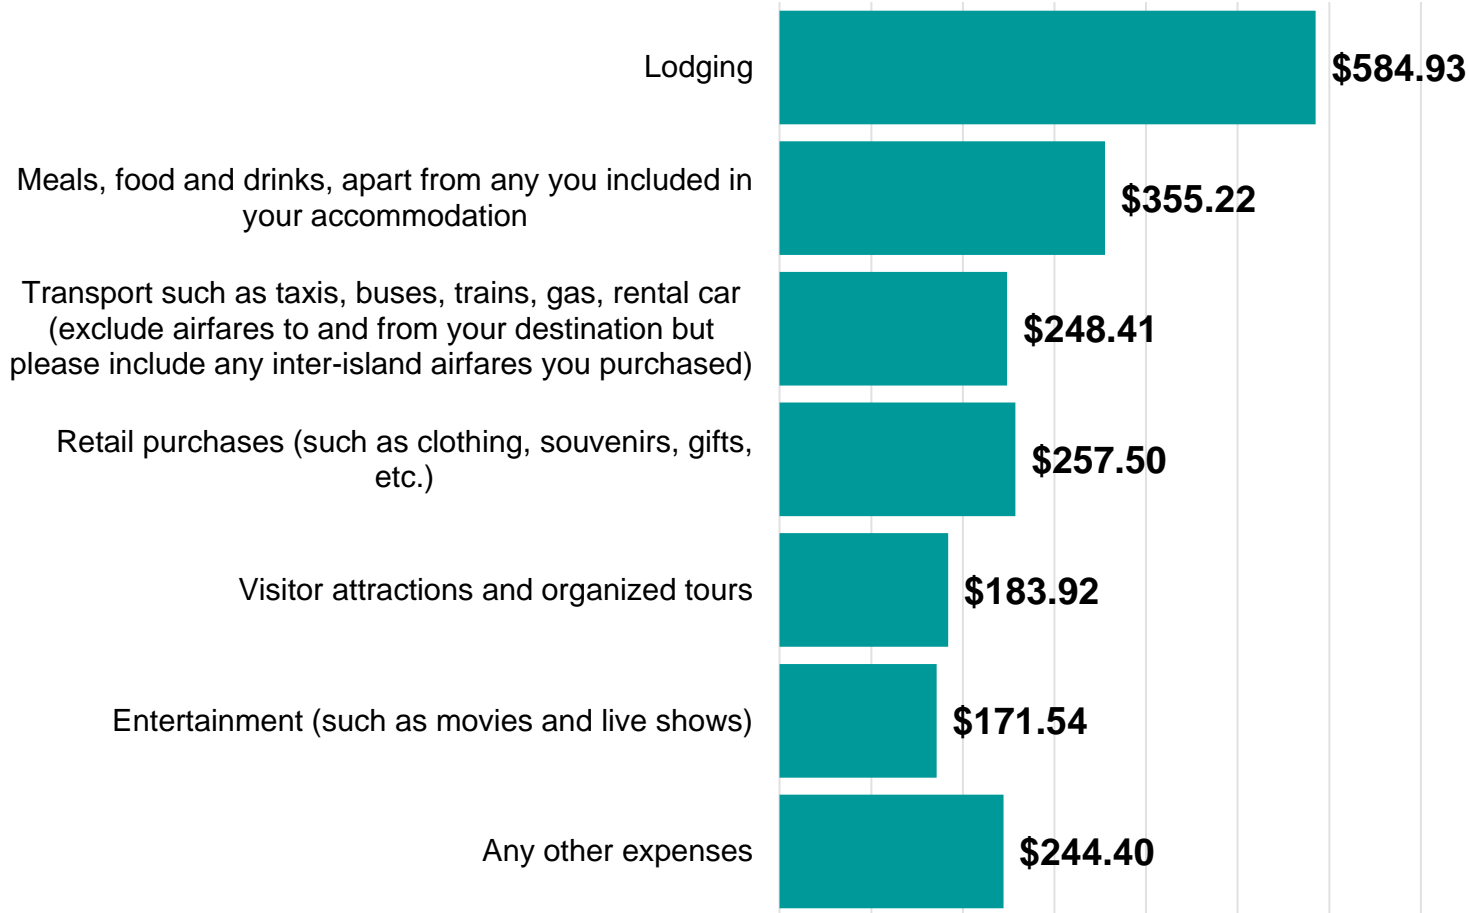 Lodging
$584.93
Meals, food and drinks, apart from any you included in
your accommodation
$355.22
Transport such as taxis, buses, trains, gas, rental car
(exclude airfares to and from your destination but
please include any inter-island airfares you purchased)
$248.41
Retail purchases (such as clothing, souvenirs, gifts,
etc.)
$257.50
Visitor attractions and organized tours
$183.92
Entertainment (such as movies and live shows)
$171.54
Any other expenses
$244.40